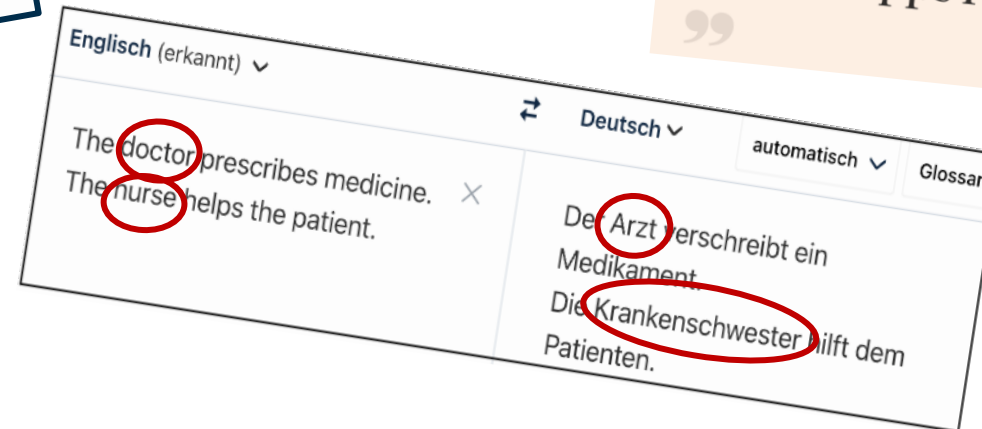 ”
Englisch (erkannt)
Deutsch
automatisch
The doctor prescribes medicine.
The nurse helps the patient.
Der Arzt verschreibt ein
Medikament.
Die Krankenschwester hilft dem
Patienten.